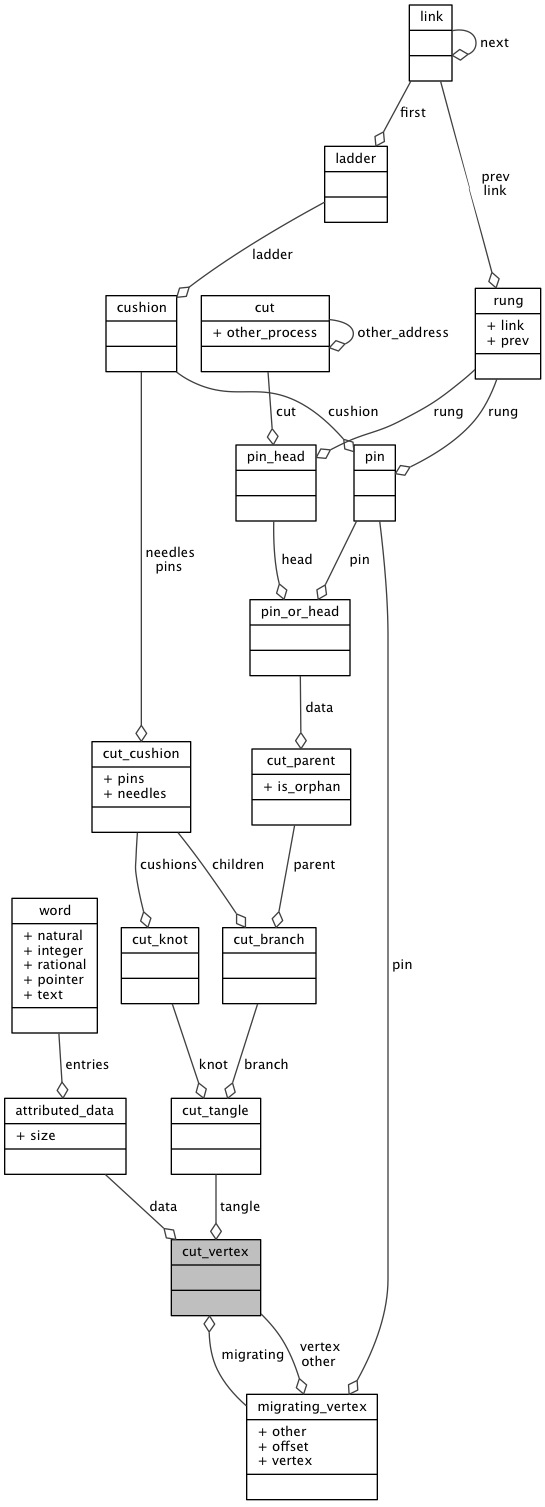 link
next
first
ladder
prev
link
ladder
rung
+ link
+ prev
cushion
cut
+ other_process
other_address
cut
cushion
rung
rung
pin_head
pin
needles
pins
head
pin
pin_or_head
data
cut_cushion
+ pins
+ needles
cut_parent
+ is_orphan
cushions
children
parent
word
+ natural
+ integer
+ rational
+ pointer
+ text
cut_knot
cut_branch
pin
entries
knot
branch
attributed_data
+ size
cut_tangle
data
tangle
cut_vertex
migrating
vertex
other
migrating_vertex
+ other
+ offset
+ vertex